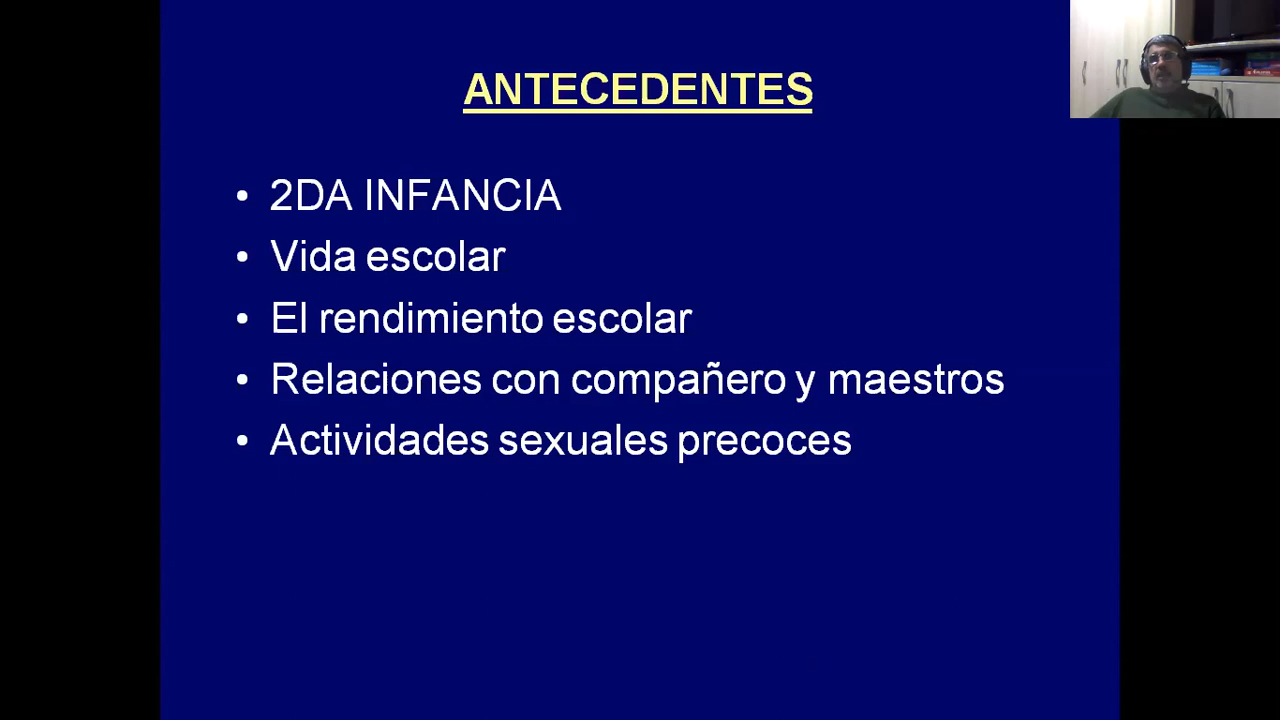 ANTECEDENTES
• 2DA INFANCIA
• Vida escolar
• El rendimiento escolar
• Relaciones con compañero y maestros
• Actividades sexuales precoces